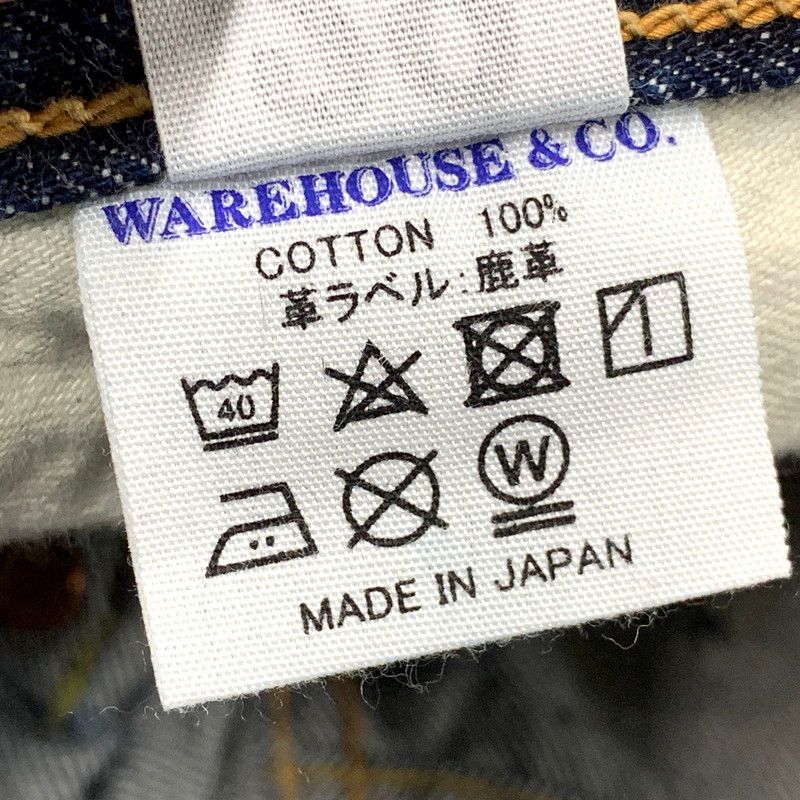 WAREHOUSE & CO.
COTTON 100%
革ラベル:鹿革
40
W
MADE IN JAPAN